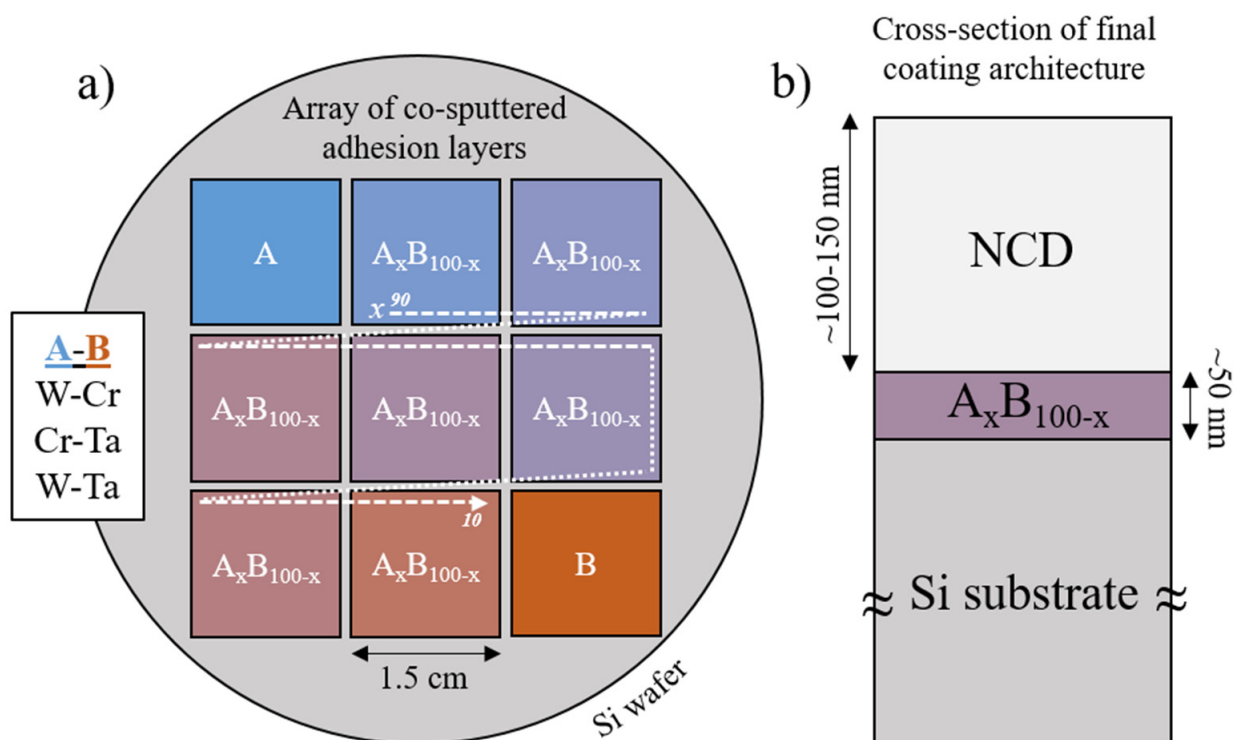 a)
Array of co-sputtered
adhesion layers
A
AₓB₁₀₀₋ₓ
AₓB₁₀₀₋ₓ
x 90
AₓB₁₀₀₋ₓ
AₓB₁₀₀₋ₓ
AₓB₁₀₀₋ₓ
AₓB₁₀₀₋ₓ
AₓB₁₀₀₋ₓ
B
10
1.5 cm
Si wafer
A-B
W-Cr
Cr-Ta
W-Ta
b)
Cross-section of final
coating architecture
~100-150 nm
NCD
AₓB₁₀₀₋ₓ
~50 nm
≈ Si substrate ≈